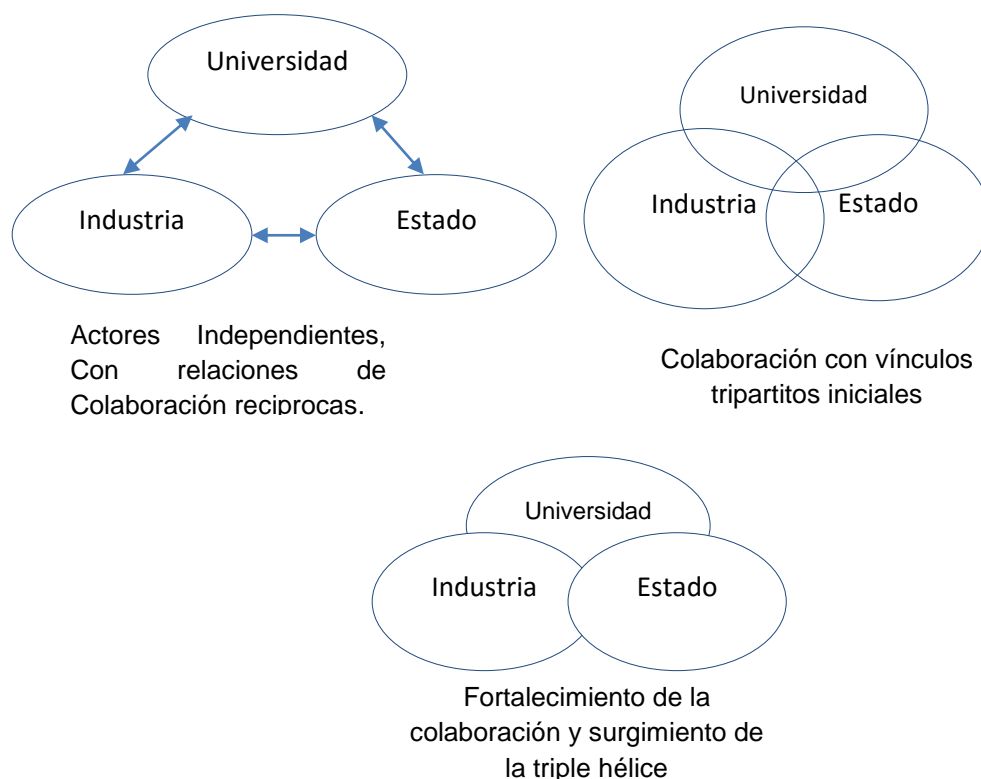 Universidad
Industria
Estado
Actores Independientes,
Con relaciones de
Colaboración reciprocas.
Universidad
Industria
Estado
Colaboración con vínculos
tripartitos iniciales
Universidad
Industria
Estado
Fortalecimiento de la
colaboración y surgimiento de
la triple hélice